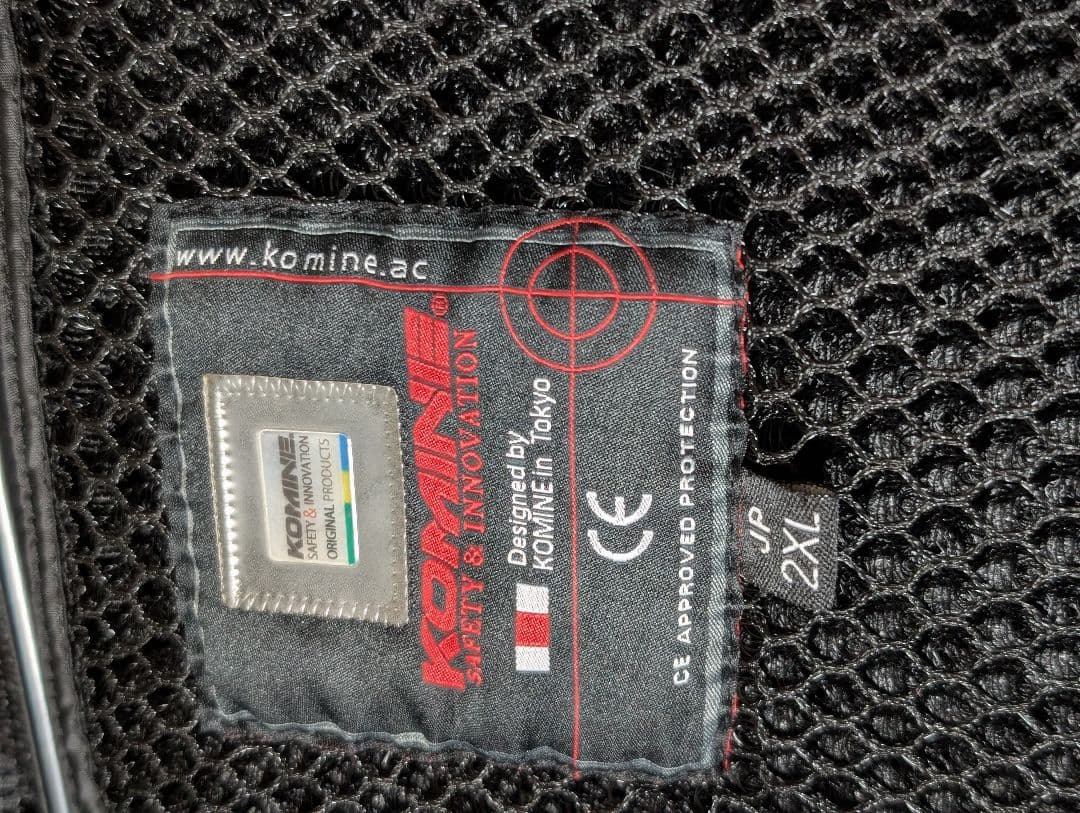 www.komine.ac
KOMINE
SAFETY & INNOVATION
ORIGINAL PRODUCTS
KOMINE®
SAFETY & INNOVATION
Designed by
KOMINE in Tokyo
CE
CE APPROVED PROTECTION
JP
2XL